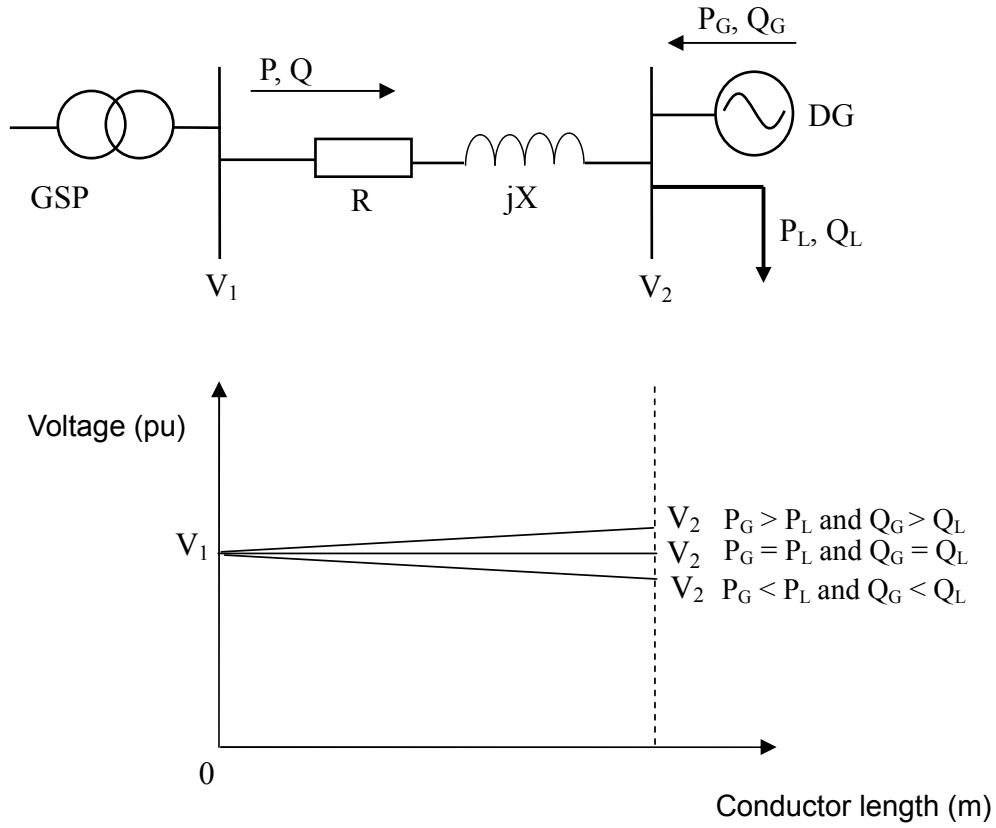 P_G, Q_G
P, Q
DG
GSP
R
jX
P_L, Q_L
V_1
V_2
Voltage (pu)
V_1
V_2 P_G > P_L and Q_G > Q_L
V_2 P_G = P_L and Q_G = Q_L
V_2 P_G < P_L and Q_G < Q_L
0
Conductor length (m)